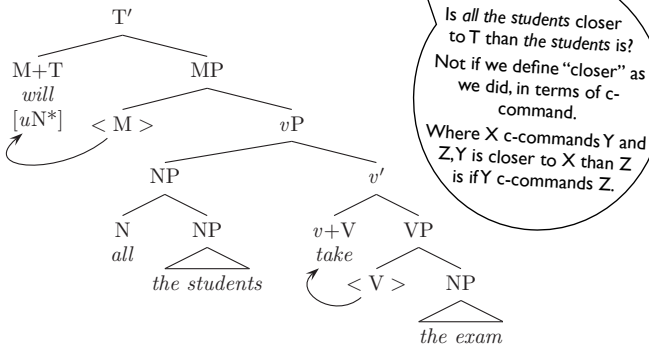 Is all the students closer
to T than the students is?
Not if we define “closer” as
we did, in terms of c-
command.
Where X c-commands Y and
Z,Y is closer to X than Z
is if Y c-commands Z.
T′
M+T MP
will
[uN*] < M > vP
NP v′
N NP v+V VP
all the students take
< V > NP
the exam